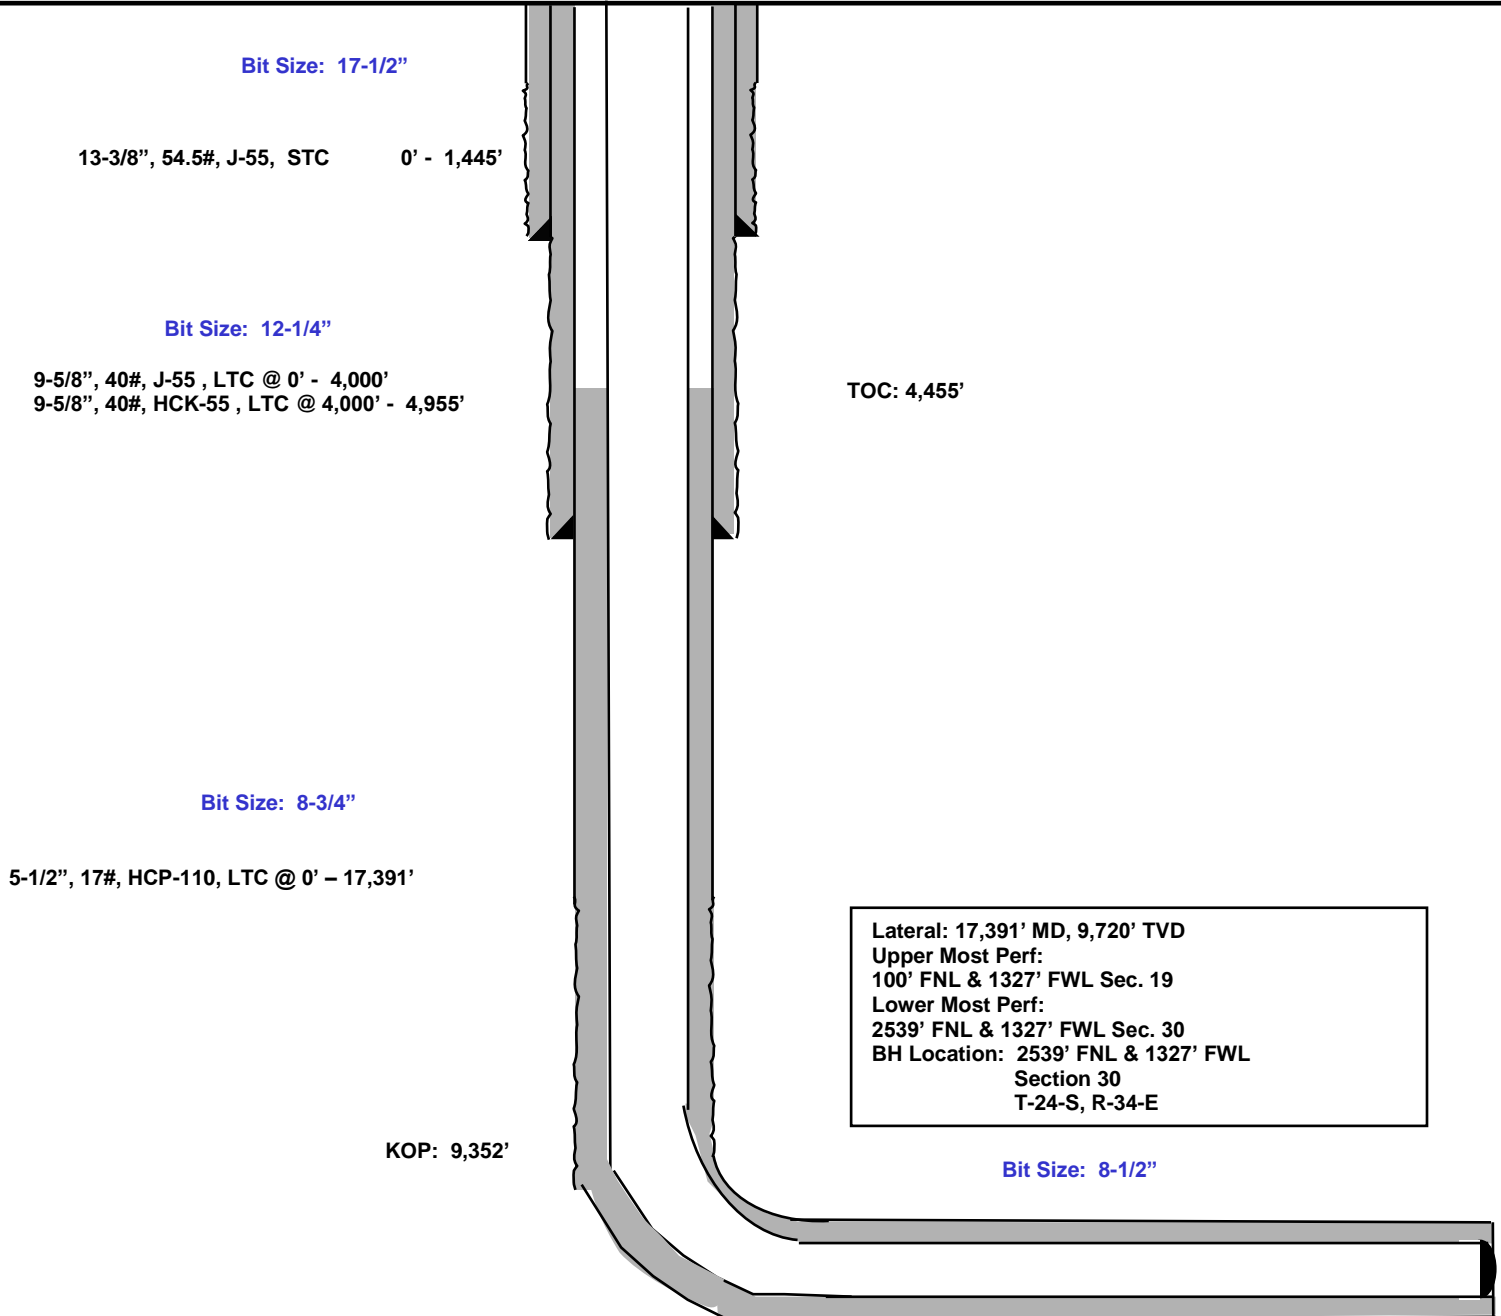 Bit Size:  17-1/2”
13-3/8”, 54.5#, J-55,  STC          0’ -  1,445’
Bit Size:  12-1/4”
9-5/8”, 40#, J-55 , LTC @ 0’ -  4,000’
9-5/8”, 40#, HCK-55 , LTC @ 4,000’ -  4,955’
TOC: 4,455’
Bit Size:  8-3/4”
5-1/2”, 17#, HCP-110, LTC @ 0’ – 17,391’
Lateral: 17,391’ MD, 9,720’ TVD
Upper Most Perf:
100’ FNL & 1327’ FWL Sec. 19
Lower Most Perf:
2539’ FNL & 1327’ FWL Sec. 30
BH Location:  2539’ FNL & 1327’ FWL
Section 30
T-24-S, R-34-E
KOP:  9,352’
Bit Size:  8-1/2”